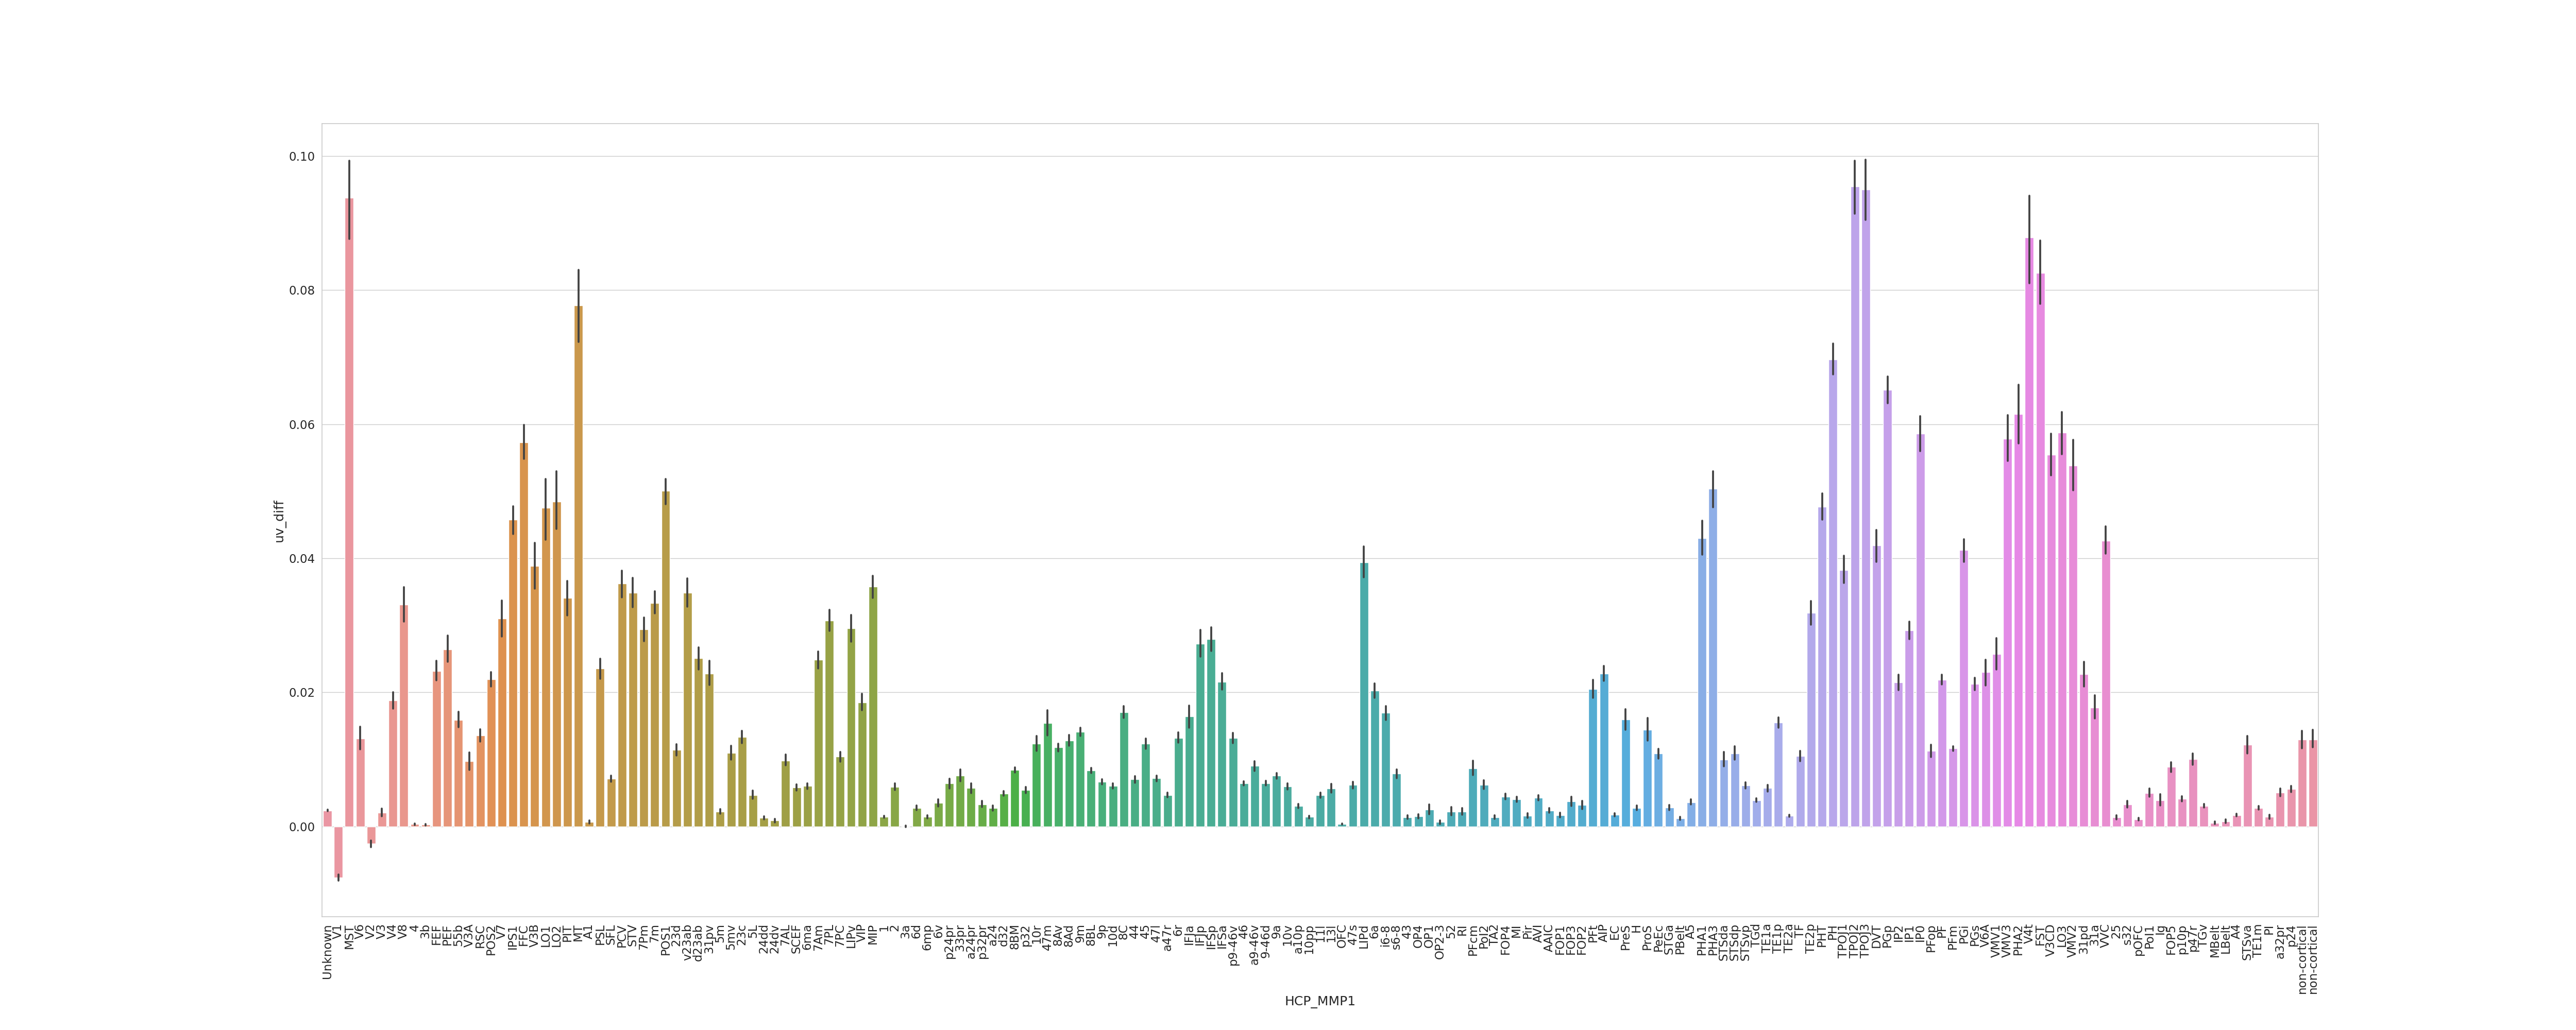 0.10
0.08
0.06
0.04
0.02
0.00
uv_diff
Unknown
V1
MST
V6
V2
V3
V4
V8
4
3b
FEF
PEF
55b
V3A
RSC
POS2
V7
IPS1
FFC
V3B
LO1
LO2
PIT
MT
A1
PSL
SFL
PCV
STV
7Pm
7m
POS1
23d
v23ab
d23ab
31pv
5m
5mv
23c
5L
24dd
24dv
7AL
SCEF
6ma
7Am
7PL
7PC
LIPv
VIP
MIP
1
2
3a
6d
6mp
6v
p24pr
33pr
a24pr
p32pr
a24
d32
8BM
p32
10r
47m
8Av
8Ad
9m
8BL
9p
10d
8C
44
45
47l
a47r
6r
IFJa
IFJp
IFSp
IFSa
p9-46v
46
a9-46v
9-46d
9a
10v
a10p
10pp
11l
13l
OFC
47s
LIPd
6a
i6-8
s6-8
43
OP4
OP1
OP2-3
52
RI
PFcm
PoI2
TA2
FOP4
MI
Pir
AVI
AAIC
FOP1
FOP3
FOP2
PFt
AIP
EC
PreS
H
ProS
PeEc
STGa
PBelt
A5
PHA1
PHA3
STSda
STSdp
STSvp
TGd
TE1a
TE1p
TE2a
TF
TE2p
PHT
PH
TPOJ1
TPOJ2
TPOJ3
DVT
PGp
IP2
IP1
IP0
PFop
PF
PFm
PGi
PGs
V6A
VMV1
VMV3
PHA2
V4t
FST
V3CD
LO3
VMV2
31pd
31a
VVC
25
s32
pOFC
PoI1
Ig
FOP5
p10p
p47r
TGv
MBelt
LBelt
A4
STSva
TE1m
PI
a32pr
p24
non-cortical
non-cortical
HCP_MMP1